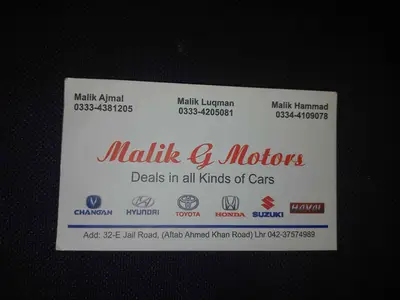 Malik Ajmal
0333-4381205
Malik Luqman
0333-4205081
Malik Hammad
0334-4109078
Malik G Motors
Deals in all Kinds of Cars
CHANGAN HYUNDAI TOYOTA HONDA SUZUKI HAVAL
Add: 32-E Jail Road, (Aftab Ahmed Khan Road) Lhr 042-37574989